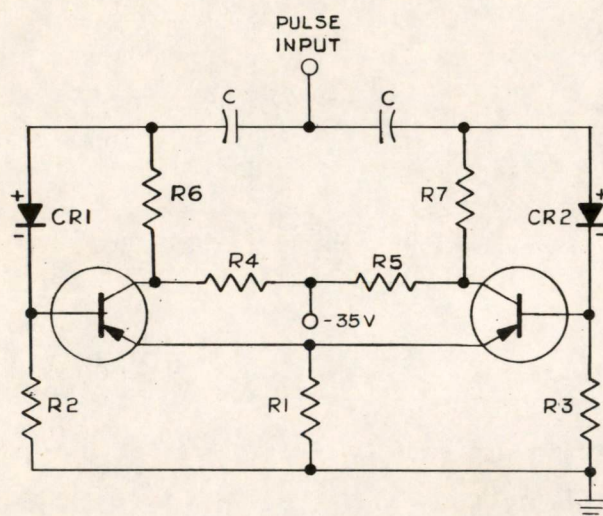 PULSE
INPUT
C C
+ +
CR1 R6 R7 CR2
- -
R4 R5
-35V
R2 R1 R3